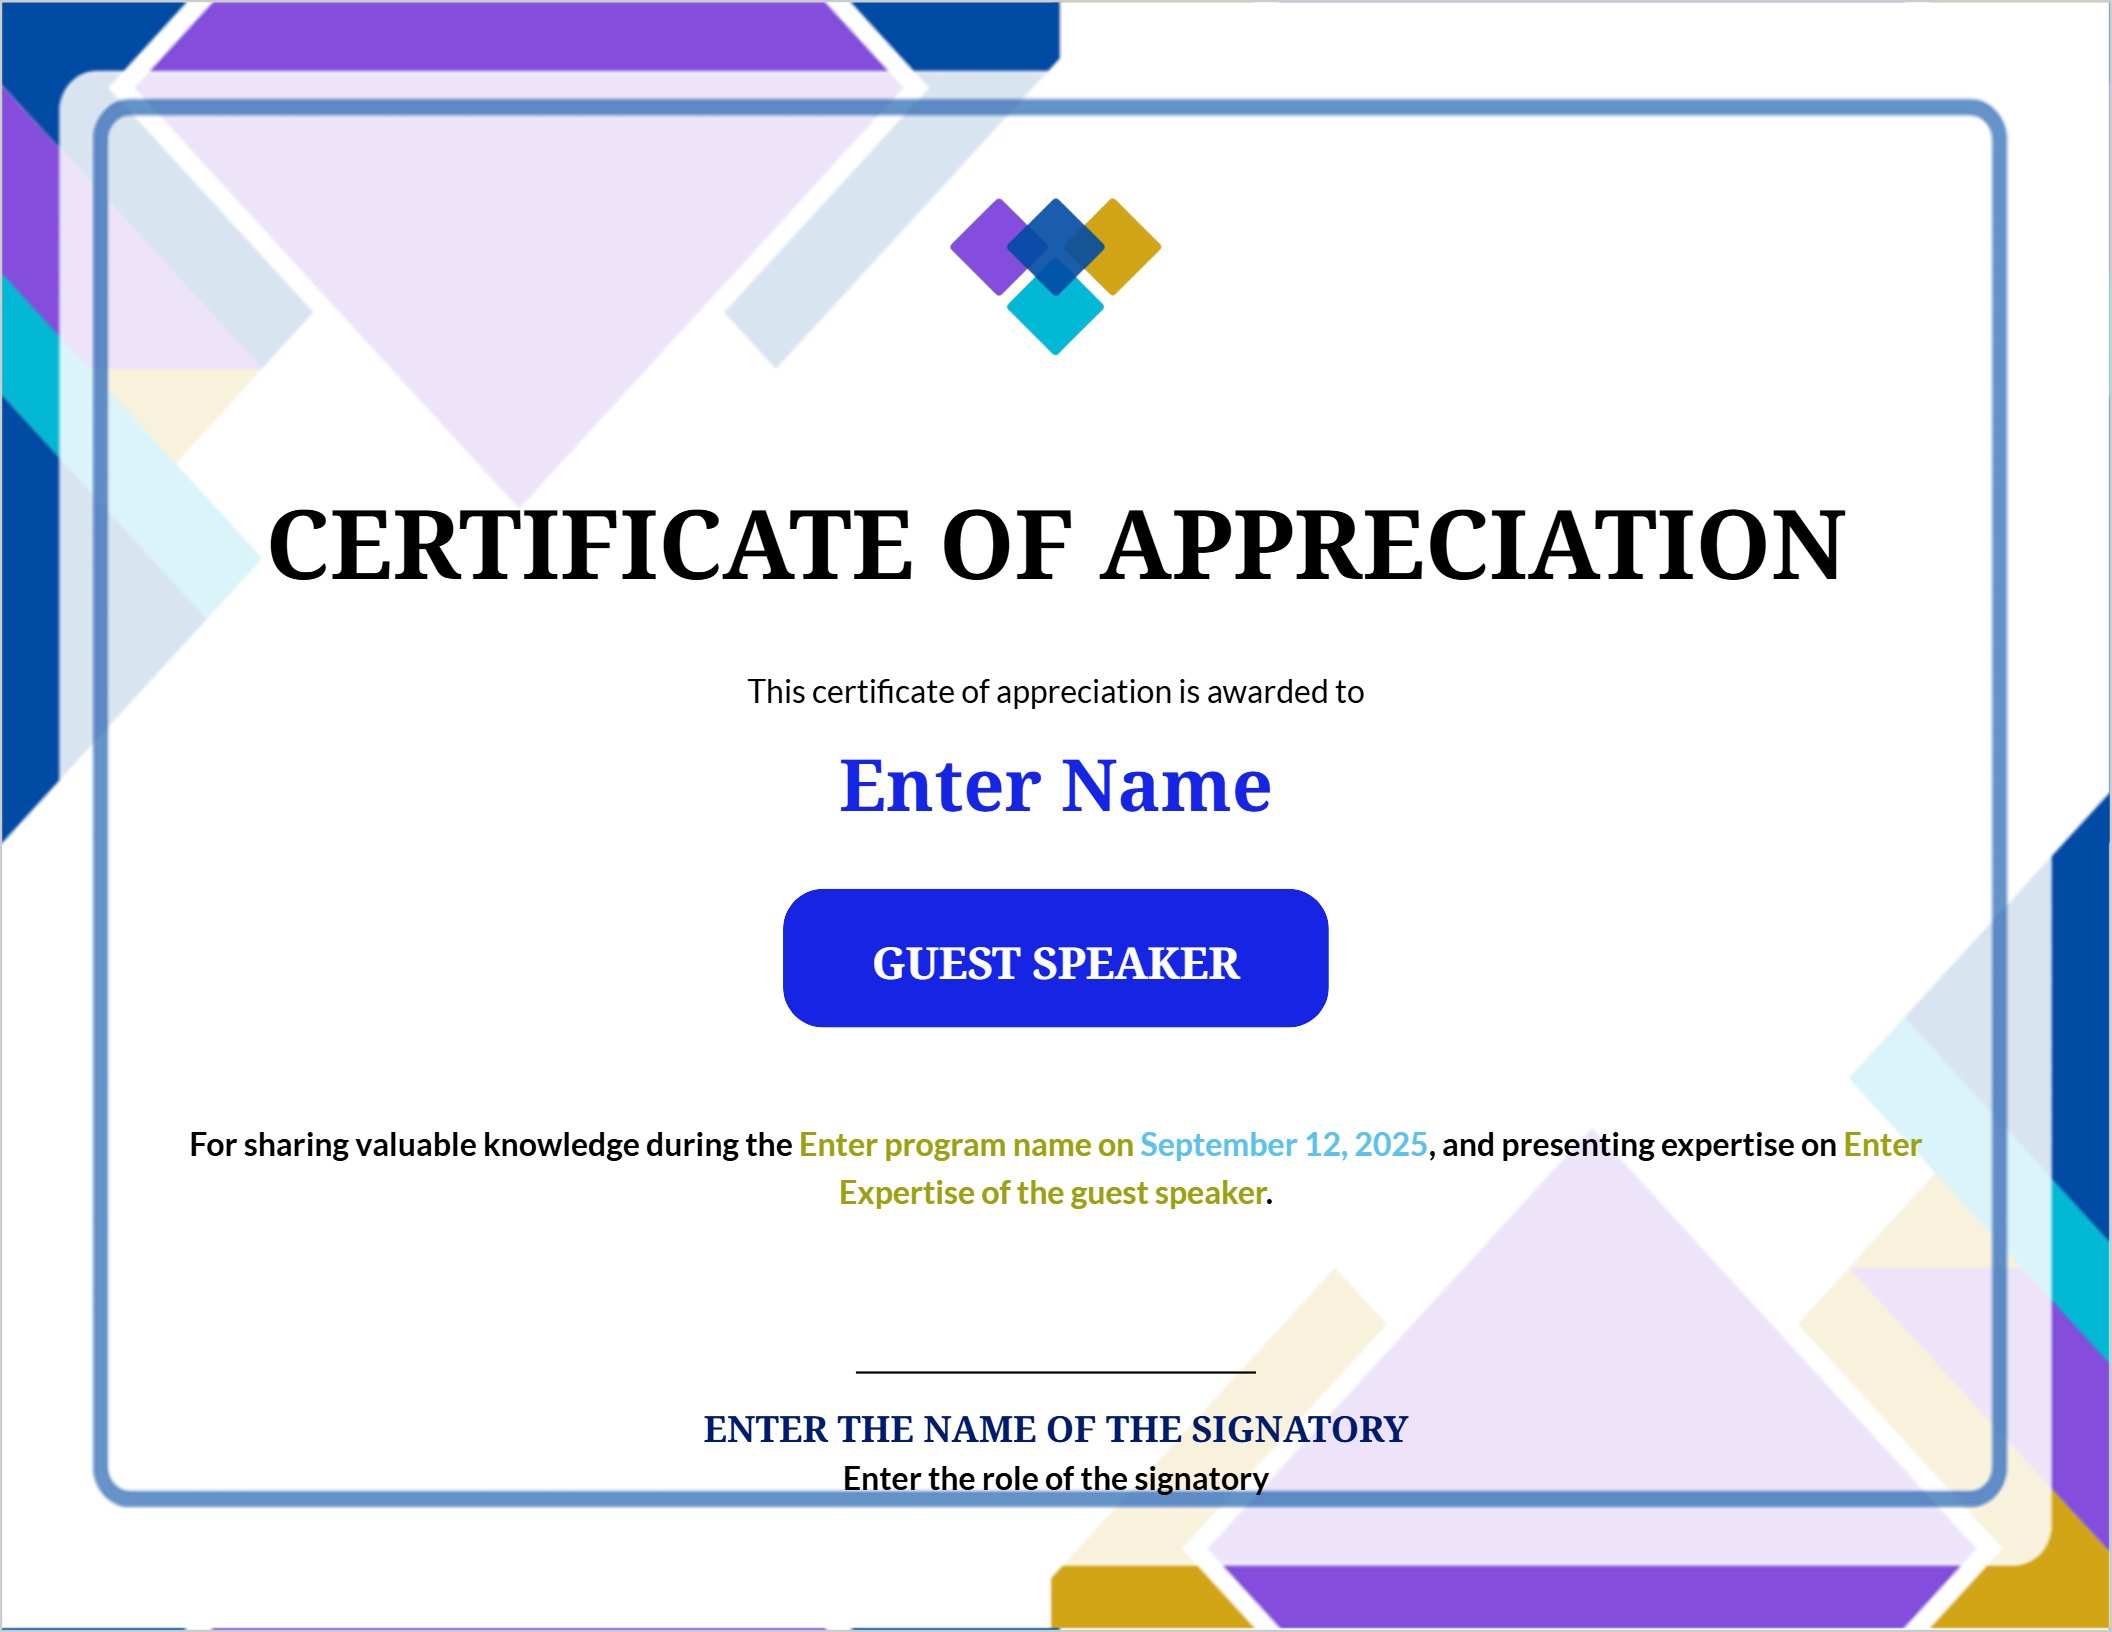 CERTIFICATE OF APPRECIATION
This certificate of appreciation is awarded to
Enter Name
GUEST SPEAKER
For sharing valuable knowledge during the Enter program name on September 12, 2025, and presenting expertise on Enter
Expertise of the guest speaker.
ENTER THE NAME OF THE SIGNATORY
Enter the role of the signatory